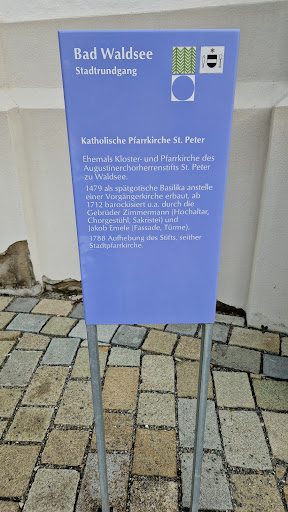 Bad Waldsee
Stadtrundgang
Katholische Pfarrkirche St. Peter
Ehemals Kloster- und Pfarrkirche des
Augustinerchorherrenstifts St. Peter
zu Waldsee.
1479 als spätgotische Basilika anstelle
einer Vorgängerkirche erbaut, ab
1712 barockisiert u.a. durch die
Gebrüder Zimmermann (Hochaltar,
Chorgestühl, Sakristei) und
Jakob Emele (Fassade, Türme).
1788 Aufhebung des Stifts, seither
Stadtpfarrkirche.